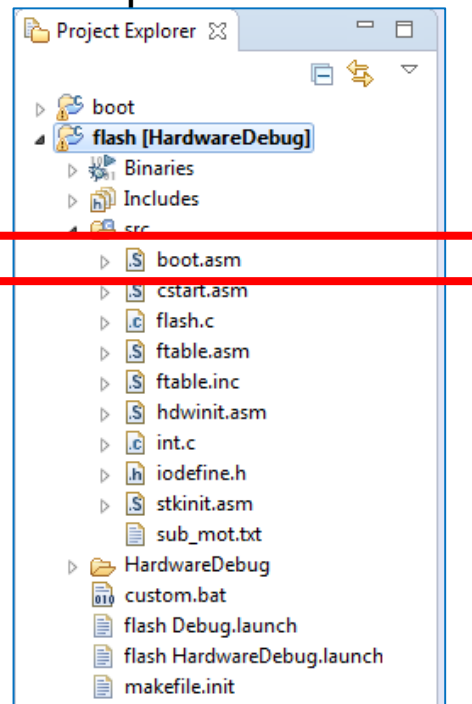 Project Explorer
boot
flash [HardwareDebug]
Binaries
Includes
src
boot.asm
cstart.asm
flash.c
ftable.asm
ftable.inc
hdwinit.asm
int.c
iodefine.h
stkinit.asm
sub_mot.txt
HardwareDebug
custom.bat
flash Debug.launch
flash HardwareDebug.launch
makefile.init